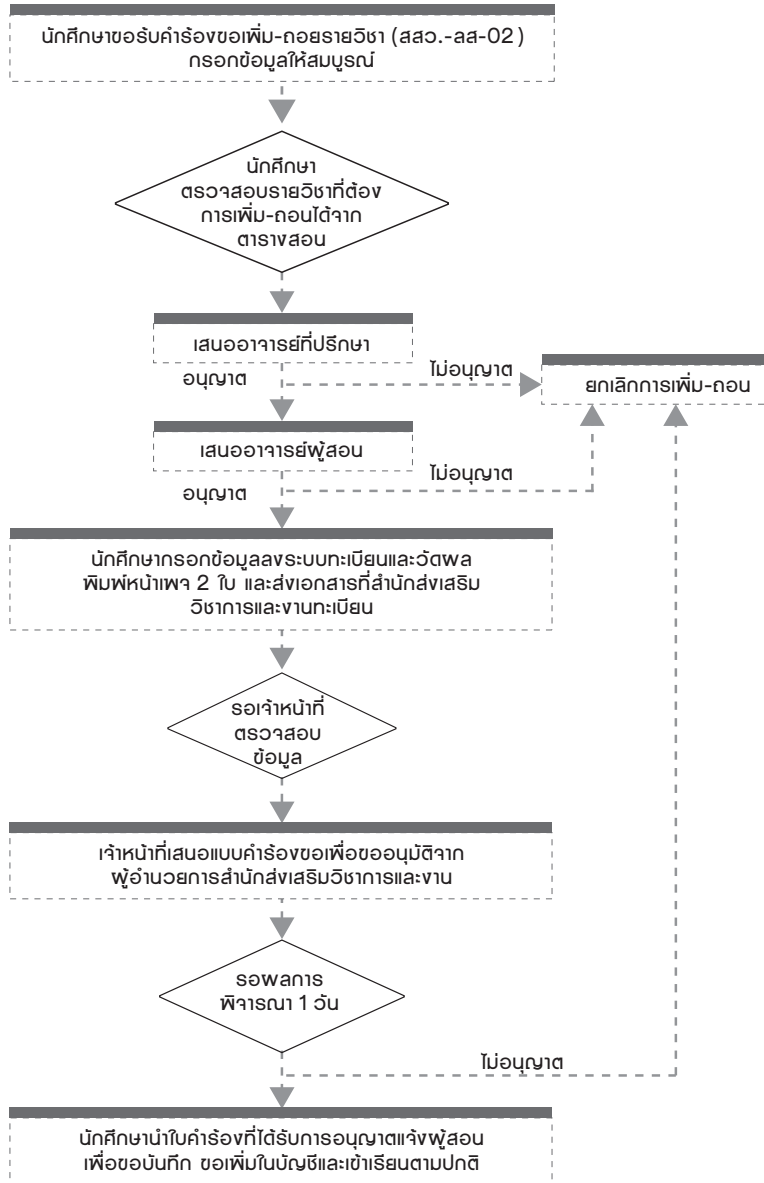 นักศึกษาขอรับคำร้องขอเพิ่ม-ถอยรายวิชา (สสว.-ลส-02)
กรอกข้อมูลให้สมบูรณ์
นักศึกษา
ตรวจสอบรายวิชาที่ต้อง
การเพิ่ม-ถอนได้จาก
ตารางสอน
เสนออาจารย์ที่ปรึกษา
อนุญาต
ไม่อนุญาต
ยกเลิกการเพิ่ม-ถอน
เสนออาจารย์ผู้สอน
อนุญาต
ไม่อนุญาต
นักศึกษากรอกข้อมูลลงระบบทะเบียนและวัดผล
พิมพ์หน้าเพจ 2 ใบ และส่งเอกสารที่สำนักส่งเสริม
วิชาการและงานทะเบียน
รอเจ้าหน้าที่
ตรวจสอบ
ข้อมูล
เจ้าหน้าที่เสนอแบบคำร้องขอเพื่อขออนุมัติจาก
ผู้อำนวยการสำนักส่งเสริมวิชาการและงาน
รอผลการ
พิจารณา 1 วัน
ไม่อนุญาต
นักศึกษานำใบคำร้องที่ได้รับการอนุญาตแจ้งผู้สอน
เพื่อขอบันทึก ขอเพิ่มในบัญชีและเข้าเรียนตามปกติ